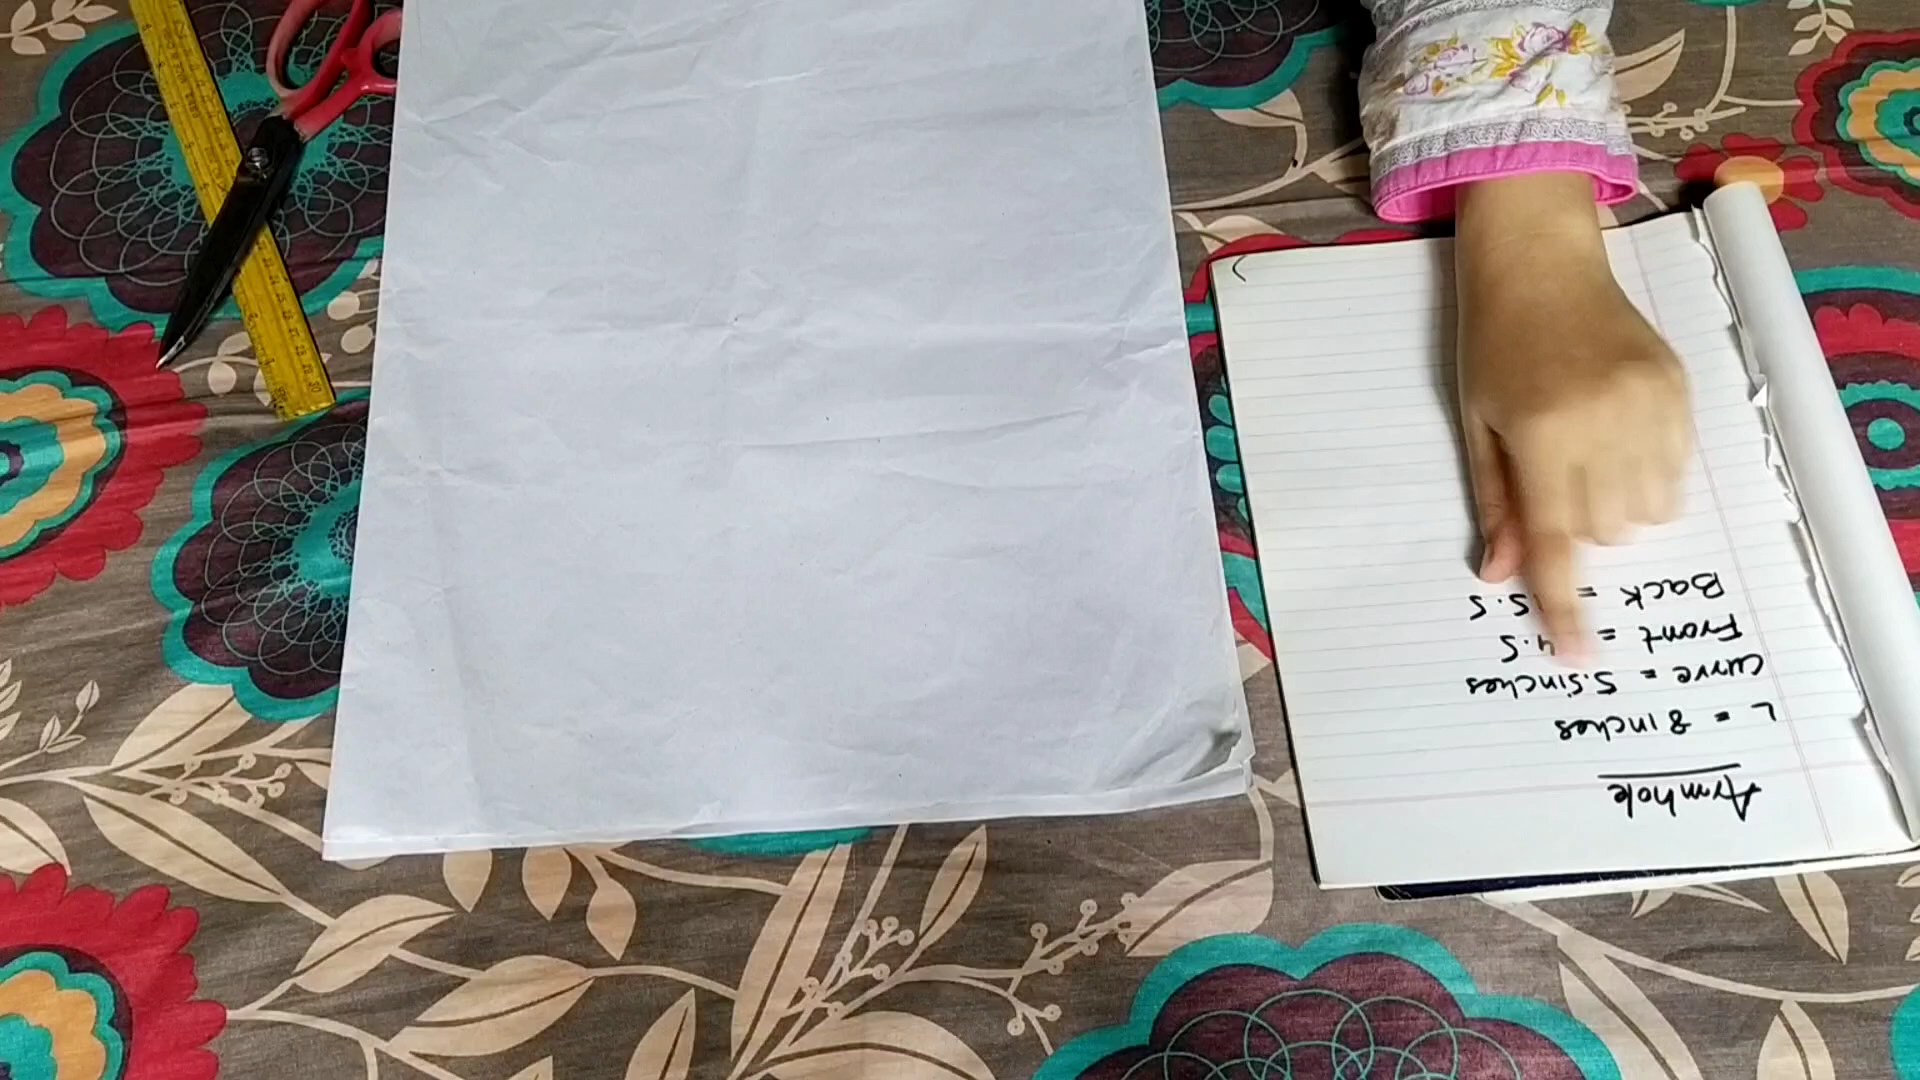 Armhole
L = 8 inches
curve = 5.5 inches
Front = 4.5
Back = 5.5